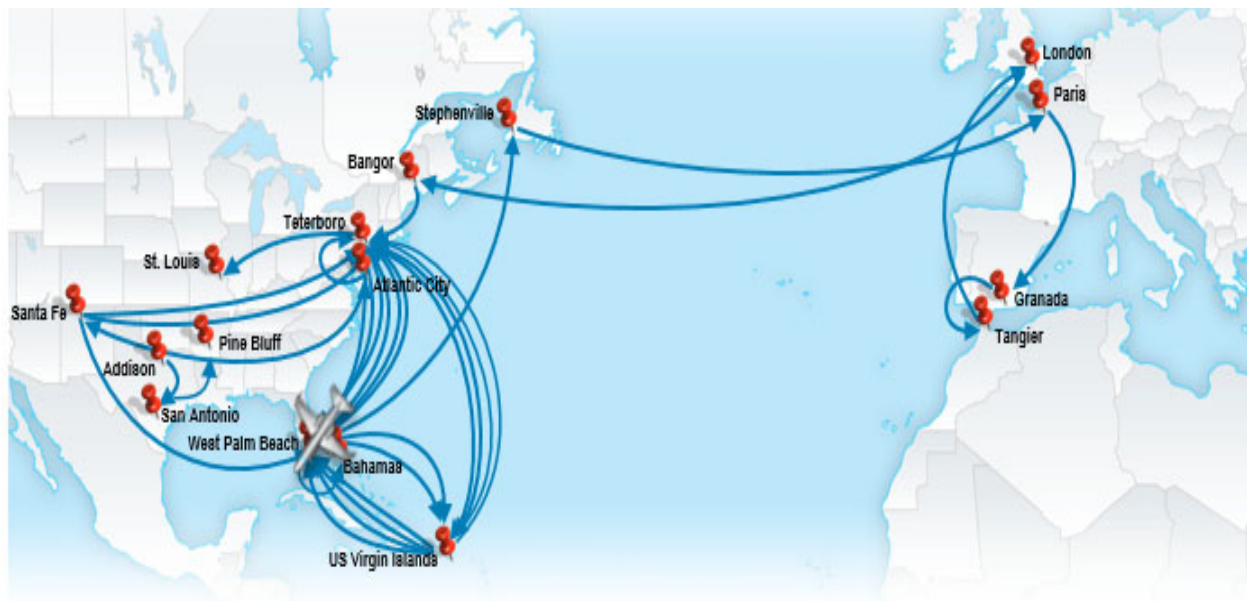 London
Paris
Stephenville
Bangor
Teterboro
St. Louis
Atlantic City
Santa Fe
Granada
Pine Bluff
Tangier
Addison
San Antonio
West Palm Beach
Bahamas
US Virgin Islands